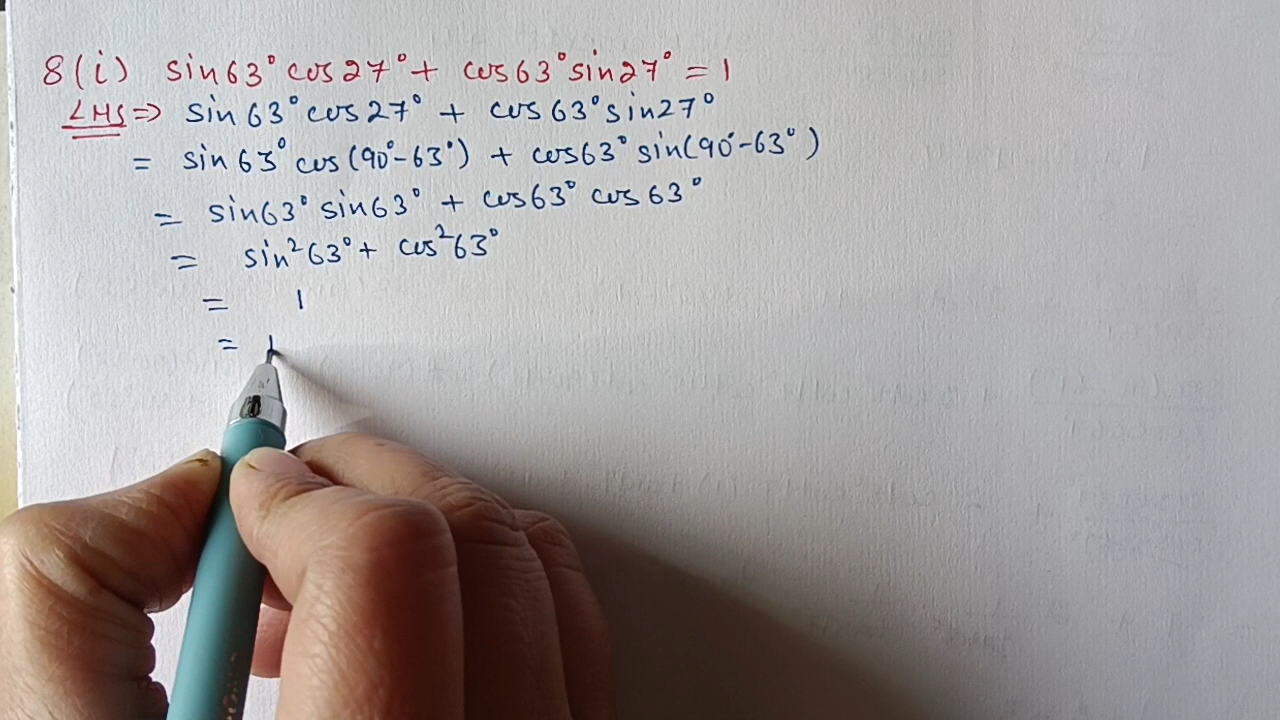 8(i) sin63° cos27° + cos63° sin27° = 1
LHS => sin63° cos27° + cos63° sin27°
= sin63° cos(90°-63°) + cos63° sin(90°-63°)
= sin63° sin63° + cos63° cos63°
= sin²63° + cos²63°
= 1
=